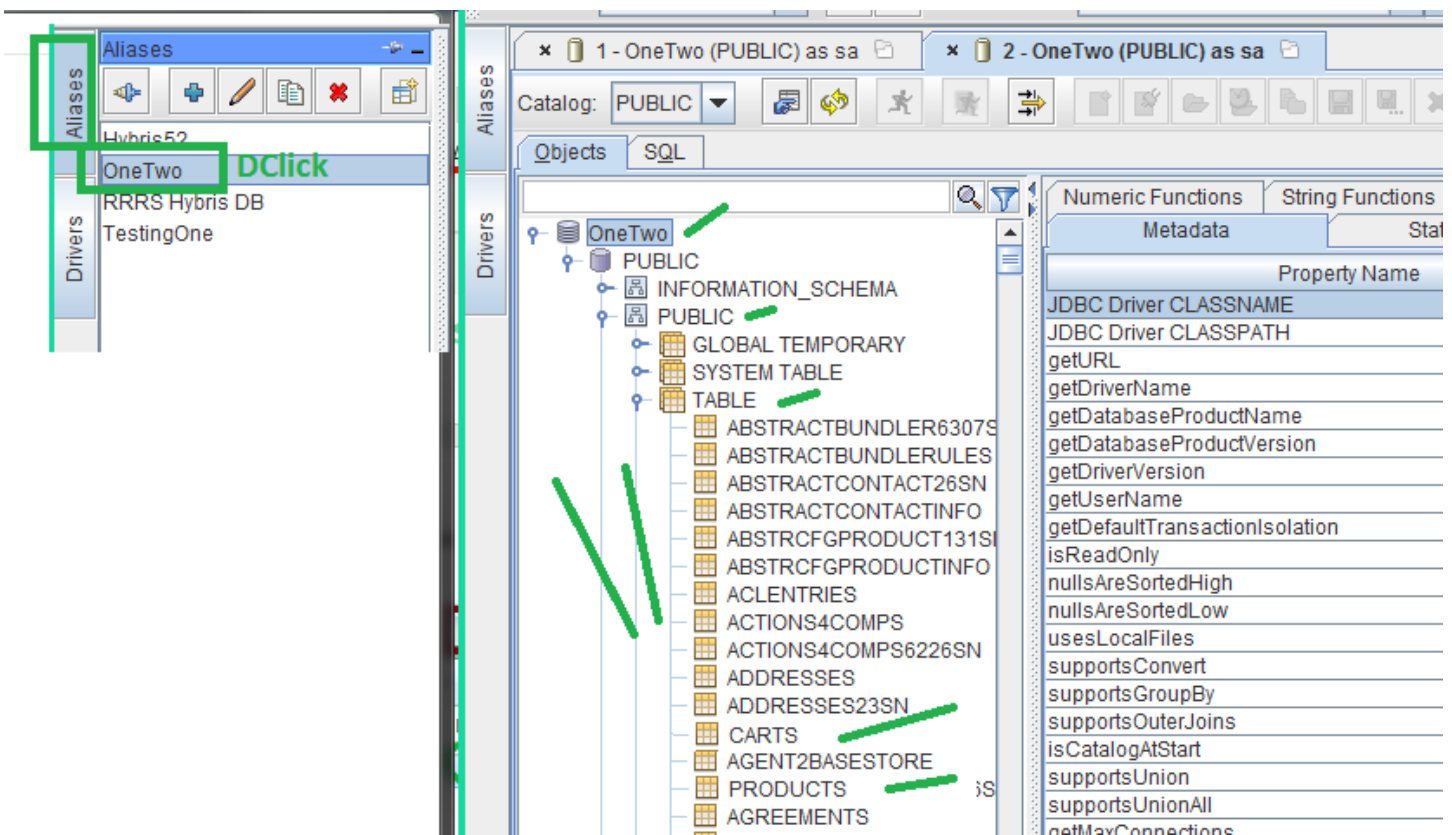 Aliases
Aliases
Drivers
Hybris52
OneTwo
DClick
RRRS Hybris DB
TestingOne
Aliases
Drivers
1 - OneTwo (PUBLIC) as sa
2 - OneTwo (PUBLIC) as sa
Catalog: PUBLIC
Objects
SQL
OneTwo
PUBLIC
INFORMATION_SCHEMA
PUBLIC
GLOBAL TEMPORARY
SYSTEM TABLE
TABLE
ABSTRACTBUNDLER6307S
ABSTRACTBUNDLERULES
ABSTRACTCONTACT26SN
ABSTRACTCONTACTINFO
ABSTRCFGPRODUCT131S
ABSTRCFGPRODUCTINFO
ACLENTRIES
ACTIONS4COMPS
ACTIONS4COMPS6226SN
ADDRESSES
ADDRESSES23SN
CARTS
AGENT2BASESTORE
PRODUCTS
AGREEMENTS
Numeric Functions
String Functions
Metadata
Stat
Property Name
JDBC Driver CLASSNAME
JDBC Driver CLASSPATH
getURL
getDriverName
getDatabaseProductName
getDatabaseProductVersion
getDriverVersion
getUserName
getDefaultTransactionIsolation
isReadOnly
nullsAreSortedHigh
nullsAreSortedLow
usesLocalFiles
supportsConvert
supportsGroupBy
supportsOuterJoins
isCatalogAtStart
supportsUnion
supportsUnionAll
getMaxConnections